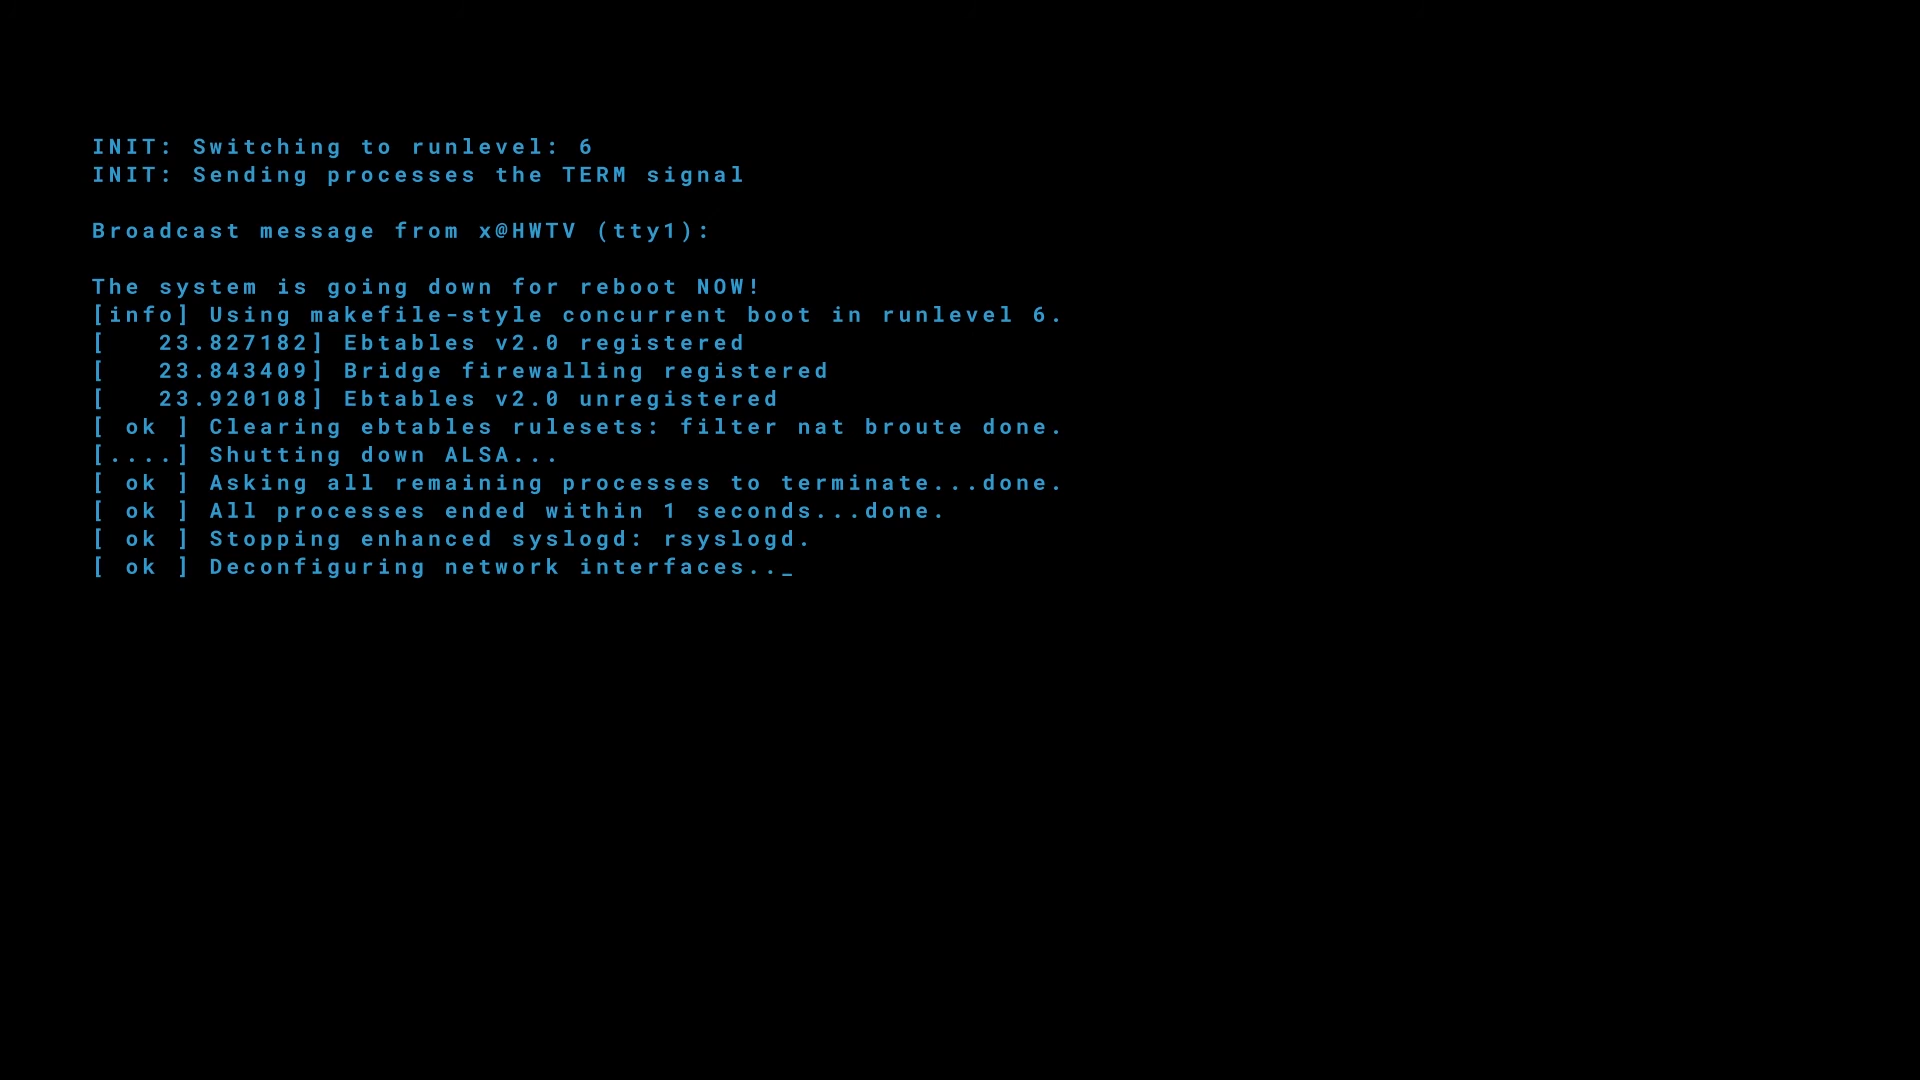 INIT: Switching to runlevel: 6
INIT: Sending processes the TERM signal
Broadcast message from x@HWTV (tty1):
The system is going down for reboot NOW!
[info] Using makefile-style concurrent boot in runlevel 6.
[   23.827182] Ebtables v2.0 registered
[   23.843409] Bridge firewalling registered
[   23.920108] Ebtables v2.0 unregistered
[ ok ] Clearing ebtables rulesets: filter nat broute done.
[....] Shutting down ALSA...
[ ok ] Asking all remaining processes to terminate...done.
[ ok ] All processes ended within 1 seconds...done.
[ ok ] Stopping enhanced syslogd: rsyslogd.
[ ok ] Deconfiguring network interfaces.._